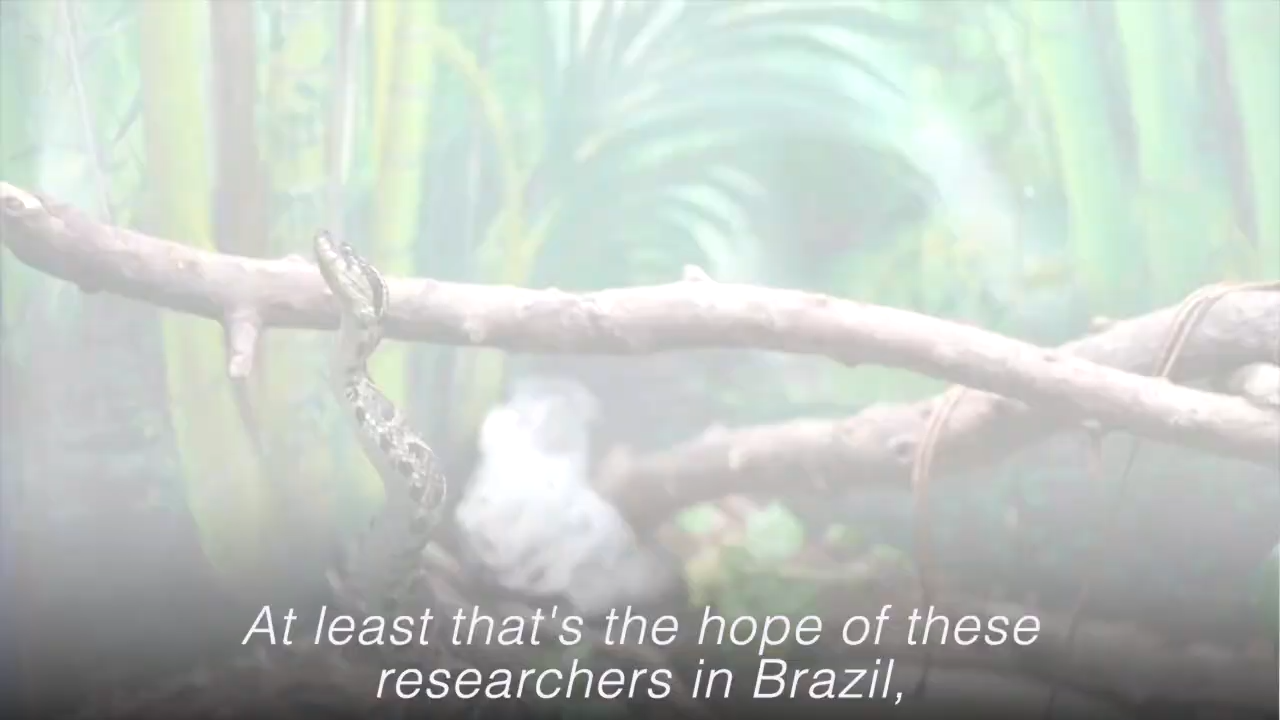 At least that's the hope of these
researchers in Brazil,